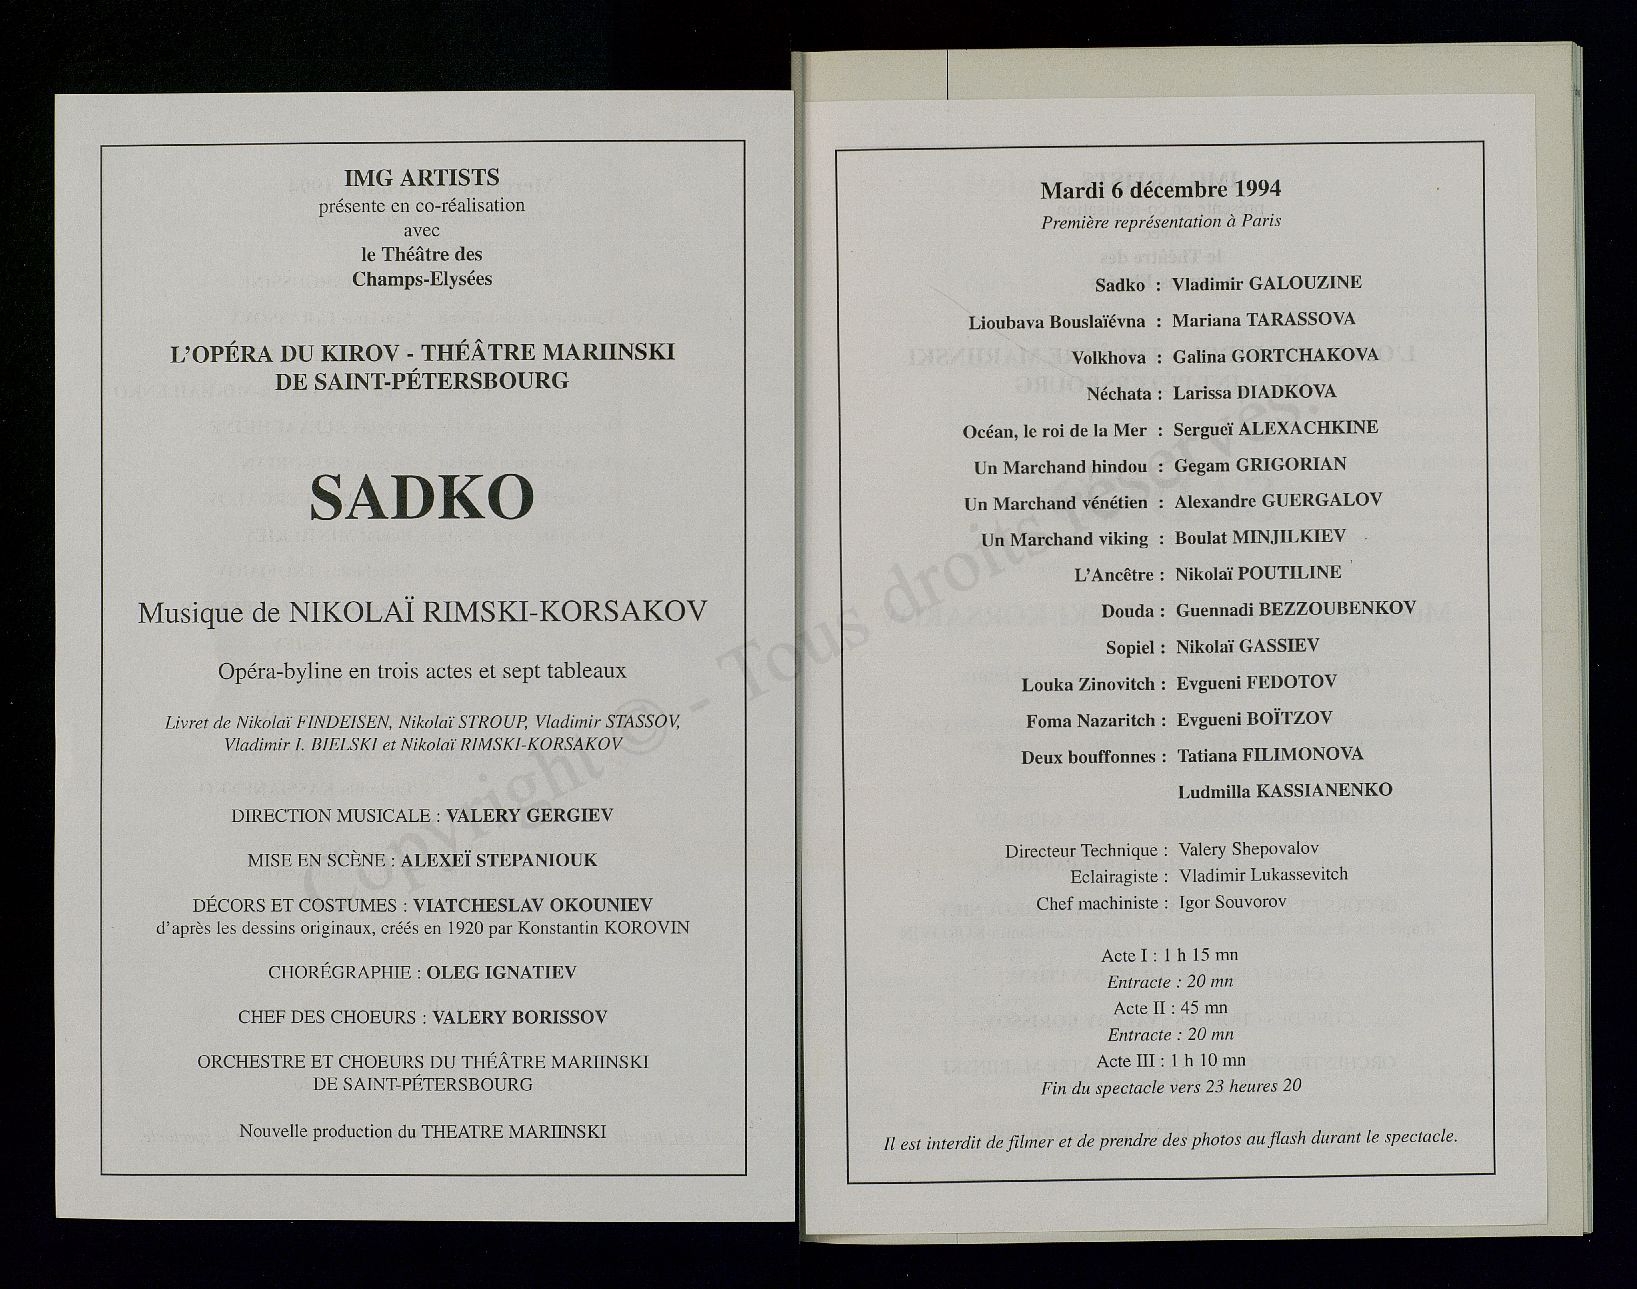 IMG ARTISTS
présente en co-réalisation
avec
le Théâtre des
Champs-Elysées
L'OPÉRA DU KIROV - THÉÂTRE MARIINSKI
DE SAINT-PÉTERSBOURG
SADKO
Musique de NIKOLAÏ RIMSKI-KORSAKOV
Opéra-byline en trois actes et sept tableaux
Livret de Nikolaï FINDEISEN, Nikolaï STROUP, Vladimir STASSOV,
Vladimir I. BIELSKI et Nikolaï RIMSKI-KORSAKOV
DIRECTION MUSICALE : VALERY GERGIEV
MISE EN SCÈNE : ALEXEÏ STEPANIOUK
DÉCORS ET COSTUMES : VIATCHESLAV OKOUNIEV
d'après les dessins originaux, créés en 1920 par Konstantin KOROVIN
CHORÉGRAPHIE : OLEG IGNATIEV
CHEF DES CHOEURS : VALERY BORISSOV
ORCHESTRE ET CHOEURS DU THÉÂTRE MARIINSKI
DE SAINT-PÉTERSBOURG
Nouvelle production du THEATRE MARIINSKI
Mardi 6 décembre 1994
Première représentation à Paris
Sadko : Vladimir GALOUZINE
Lioubava Bouslaïévna : Mariana TARASSOVA
Volkhova : Galina GORTCHAKOVA
Néchata : Larissa DIADKOVA
Océan, le roi de la Mer : Sergueï ALEXACHKINE
Un Marchand hindou : Gegam GRIGORIAN
Un Marchand vénétien : Alexandre GUERGALOV
Un Marchand viking : Boulat MINJILKIEV
L'Ancêtre : Nikolaï POUTILINE
Douda : Guennadi BEZZOUBENKOV
Sopiel : Nikolaï GASSIEV
Louka Zinovitch : Evgueni FEDOTOV
Foma Nazaritch : Evgueni BOÏTZOV
Deux bouffonnes : Tatiana FILIMONOVA
Ludmilla KASSIANENKO
Directeur Technique : Valery Shepovalov
Eclairagiste : Vladimir Lukassevitch
Chef machiniste : Igor Souvorov
Acte I : 1 h 15 mn
Entracte : 20 mn
Acte II : 45 mn
Entracte : 20 mn
Acte III : 1 h 10 mn
Fin du spectacle vers 23 heures 20
Il est interdit de filmer et de prendre des photos au flash durant le spectacle.
Copyright © - Tous droits réservés.